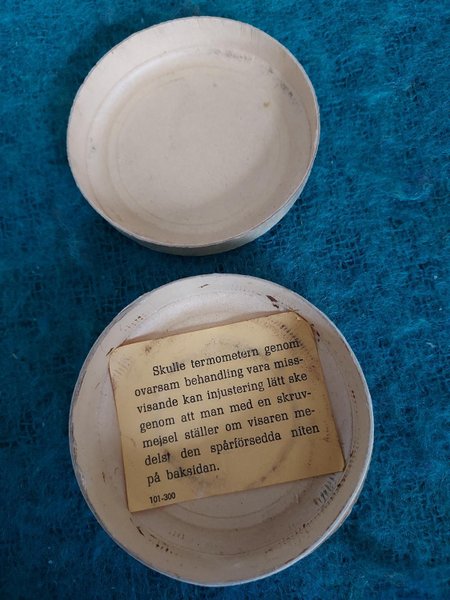 Skulle termometern genom
ovarsam behandling vara miss-
visande kan injustering lätt ske
genom att man med en skruv-
mejsel ställer om visaren me-
delst den spårförsedda niten
på baksidan.
101-300